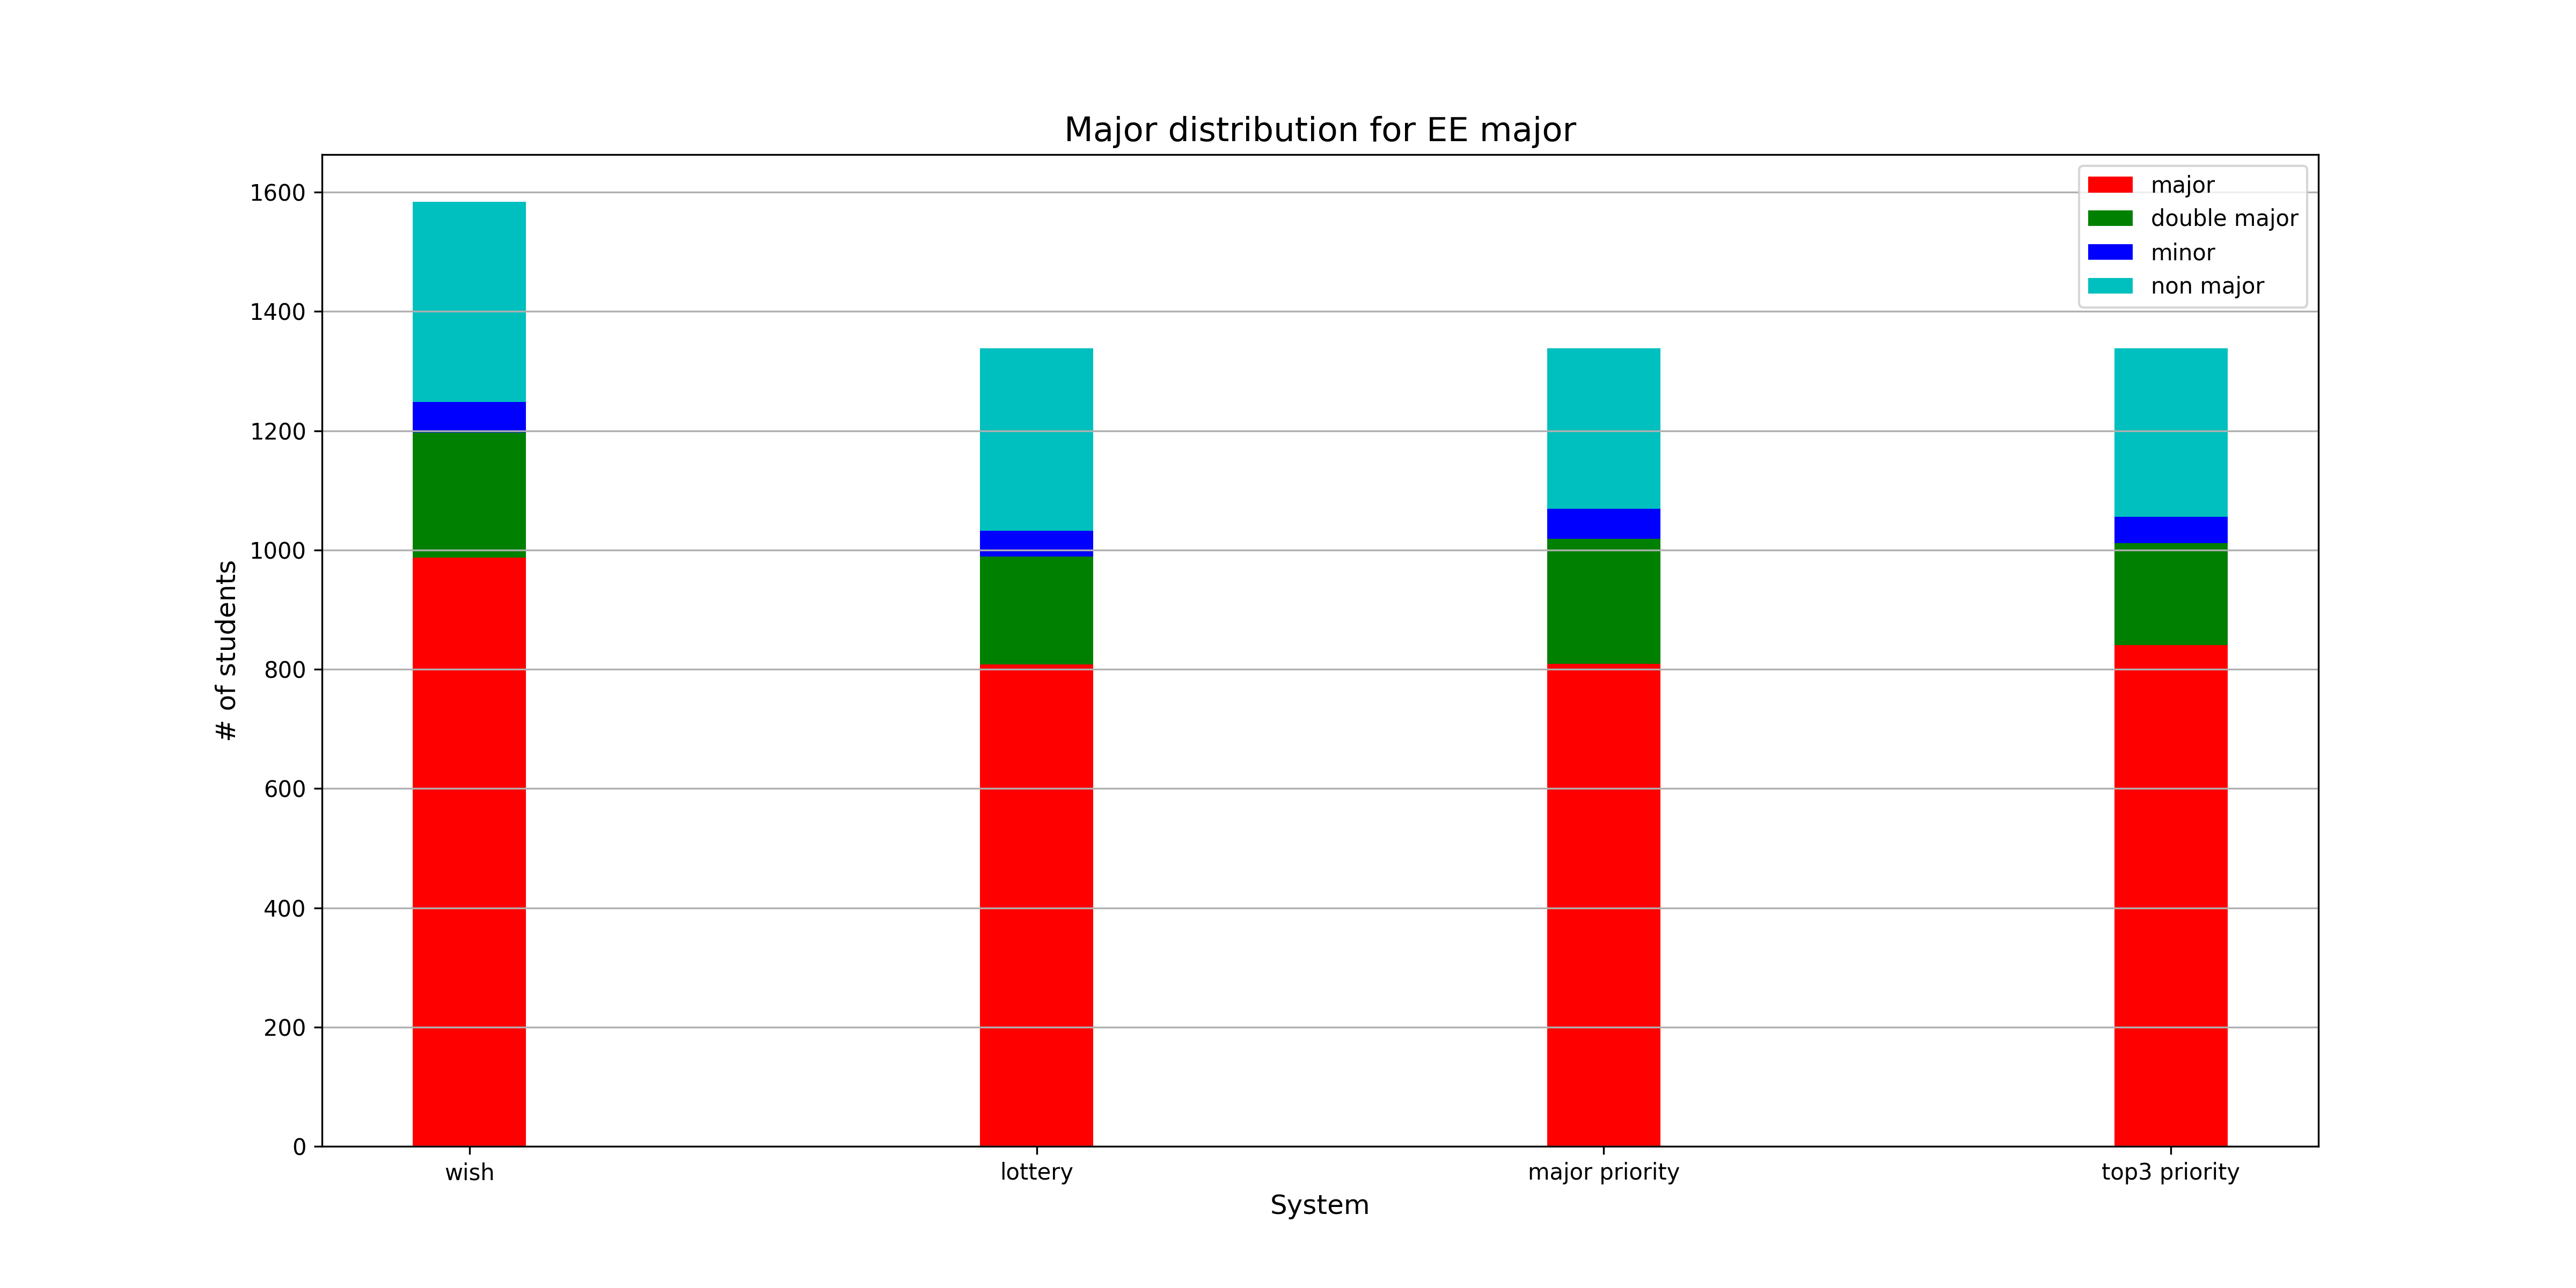 Major distribution for EE major
major
double major
minor
non major
# of students
1600
1400
1200
1000
800
600
400
200
0
wish
lottery
major priority
top3 priority
System